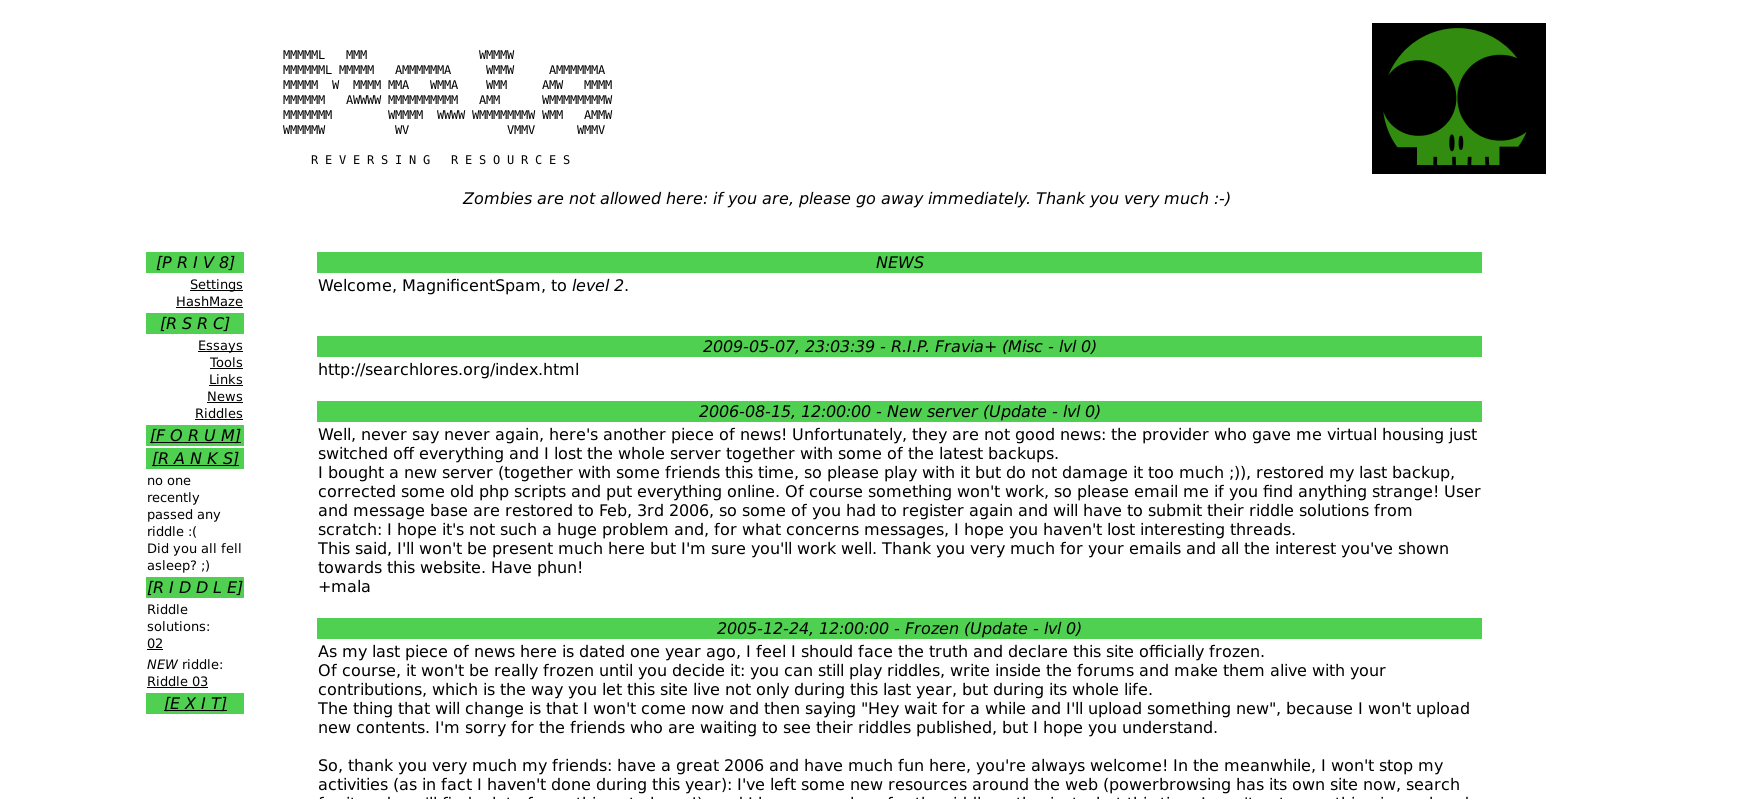 MMMMML   MMM                WMMMW
MMMMMML MMMMM   AMMMMMMA     WMMW     AMMMMMMA
MMMMM  W  MMMM MMA   WMMA    WMM     AMW   MMMM
MMMMMM   AWWWW MMMMMMMMMM   AMM      WMMMMMMMMW
MMMMMMM        WMMMM  WWWW WMMMMMMMW WMM   AMMW
WMMMMW          WV              VMMV      WMMV
R E V E R S I N G   R E S O U R C E S
Zombies are not allowed here: if you are, please go away immediately. Thank you very much :-)
[P R I V 8]
Settings
HashMaze
[R S R C]
Essays
Tools
Links
News
Riddles
[F O R U M]
[R A N K S]
no one
recently
passed any
riddle :(
Did you all fell
asleep? ;)
[R I D D L E]
Riddle
solutions:
02
NEW riddle:
Riddle 03
[E X I T]
NEWS
Welcome, MagnificentSpam, to level 2.
2009-05-07, 23:03:39 - R.I.P. Fravia+ (Misc - lvl 0)
http://searchlores.org/index.html
2006-08-15, 12:00:00 - New server (Update - lvl 0)
Well, never say never again, here's another piece of news! Unfortunately, they are not good news: the provider who gave me virtual housing just
switched off everything and I lost the whole server together with some of the latest backups.
I bought a new server (together with some friends this time, so please play with it but do not damage it too much ;)), restored my last backup,
corrected some old php scripts and put everything online. Of course something won't work, so please email me if you find anything strange! User
and message base are restored to Feb, 3rd 2006, so some of you had to register again and will have to submit their riddle solutions from
scratch: I hope it's not such a huge problem and, for what concerns messages, I hope you haven't lost interesting threads.
This said, I'll won't be present much here but I'm sure you'll work well. Thank you very much for your emails and all the interest you've shown
towards this website. Have phun!
+mala
2005-12-24, 12:00:00 - Frozen (Update - lvl 0)
As my last piece of news here is dated one year ago, I feel I should face the truth and declare this site officially frozen.
Of course, it won't be really frozen until you decide it: you can still play riddles, write inside the forums and make them alive with your
contributions, which is the way you let this site live not only during this last year, but during its whole life.
The thing that will change is that I won't come now and then saying "Hey wait for a while and I'll upload something new", because I won't upload
new contents. I'm sorry for the friends who are waiting to see their riddles published, but I hope you understand.
So, thank you very much my friends: have a great 2006 and have much fun here, you're always welcome! In the meanwhile, I won't stop my
activities (as in fact I haven't done during this year): I've left some new resources around the web (powerbrowsing has its own site now, search